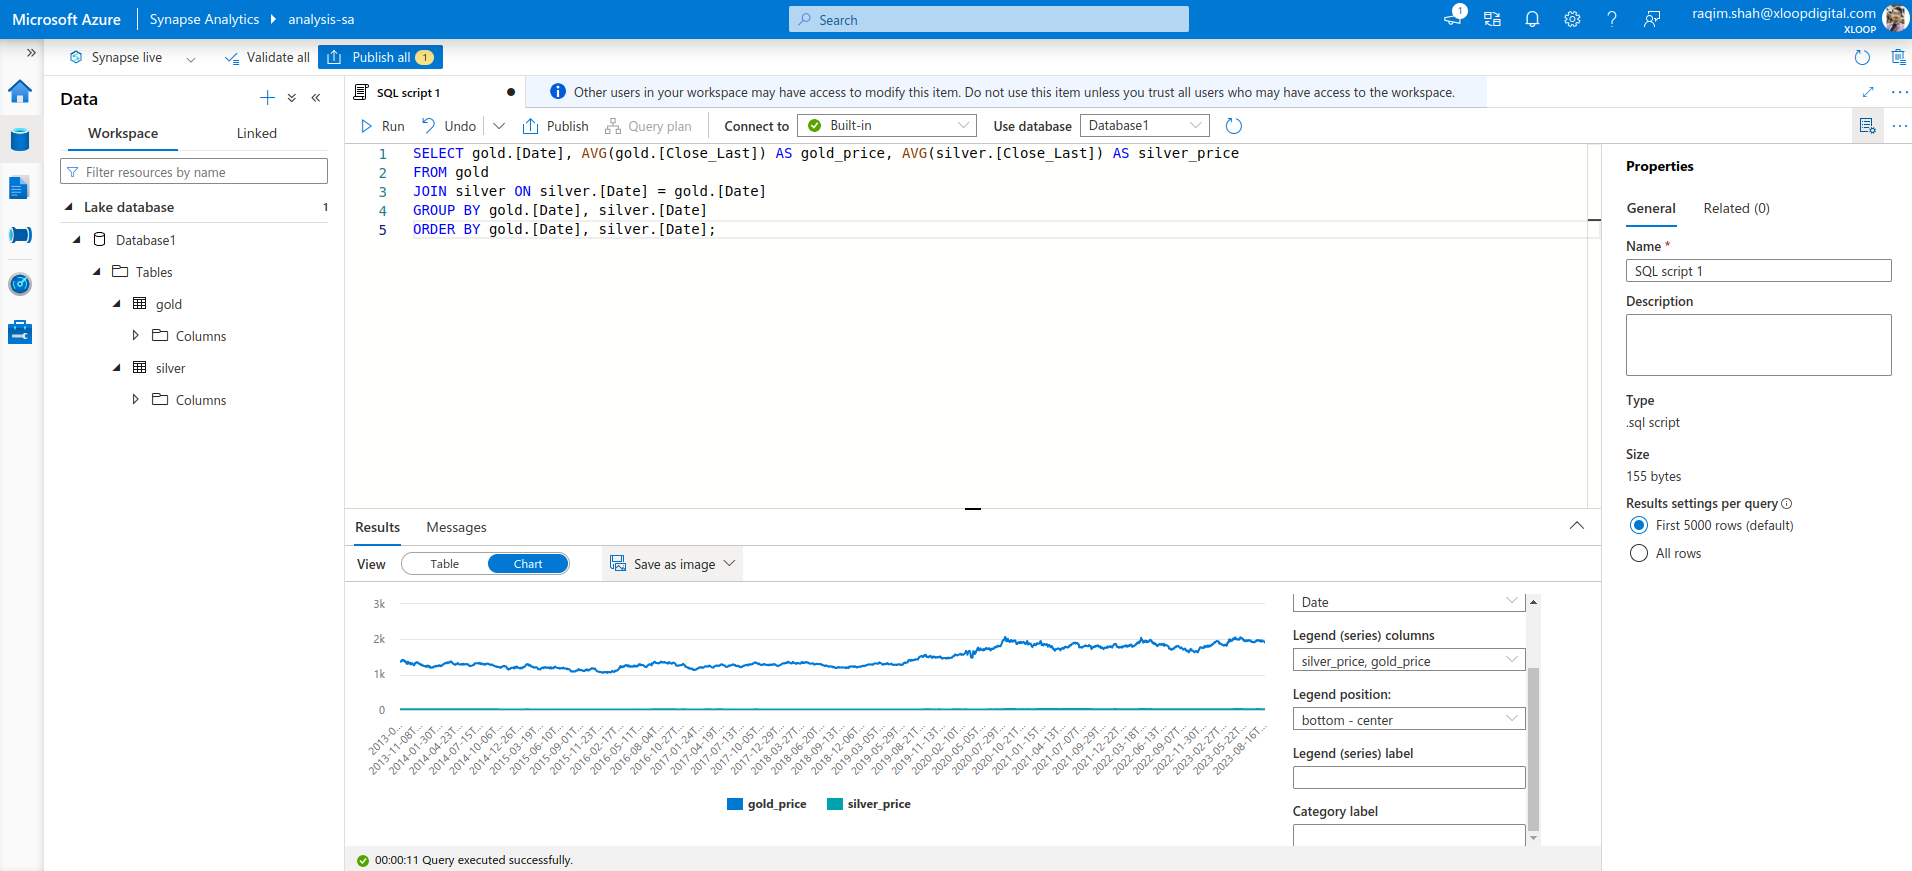 Microsoft Azure
Synapse Analytics
analysis-sa
Search
1
raqim.shah@xloopdigital.com
XLOOP
Synapse live
Validate all
Publish all
1
Data
Workspace
Linked
Filter resources by name
Lake database
1
Database1
Tables
gold
Columns
silver
Columns
SQL script 1
Other users in your workspace may have access to modify this item. Do not use this item unless you trust all users who may have access to the workspace.
Run
Undo
Publish
Query plan
Connect to
Built-in
Use database
Database1
1 SELECT gold.[Date], AVG(gold.[Close_Last]) AS gold_price, AVG(silver.[Close_Last]) AS silver_price
2 FROM gold
3 JOIN silver ON silver.[Date] = gold.[Date]
4 GROUP BY gold.[Date], silver.[Date]
5 ORDER BY gold.[Date], silver.[Date];
Results
Messages
View
Table
Chart
Save as image
3k
2k
1k
0
2013-0...
2013-11-08T...
2014-01-30T...
2014-04-23T...
2014-07-15T...
2014-10-06T...
2014-12-26T...
2015-03-19T...
2015-06-10T...
2015-09-01T...
2015-11-23T...
2016-02-17T...
2016-05-11T...
2016-08-04T...
2016-10-27T...
2017-01-24T...
2017-04-19T...
2017-07-13T...
2017-10-05T...
2017-12-29T...
2018-03-27T...
2018-06-20T...
2018-09-13T...
2018-12-06T...
2019-03-05T...
2019-05-29T...
2019-08-21T...
2019-11-13T...
2020-02-10T...
2020-05-05T...
2020-07-29T...
2020-10-21T...
2021-01-15T...
2021-04-13T...
2021-07-07T...
2021-09-29T...
2021-12-22T...
2022-03-18T...
2022-06-13T...
2022-09-07T...
2022-11-30T...
2023-02-27T...
2023-05-22T...
2023-08-16T...
gold_price
silver_price
Date
Legend (series) columns
silver_price, gold_price
Legend position:
bottom - center
Legend (series) label
Category label
00:00:11 Query executed successfully.
Properties
General
Related (0)
Name *
SQL script 1
Description
Type
.sql script
Size
155 bytes
Results settings per query
First 5000 rows (default)
All rows